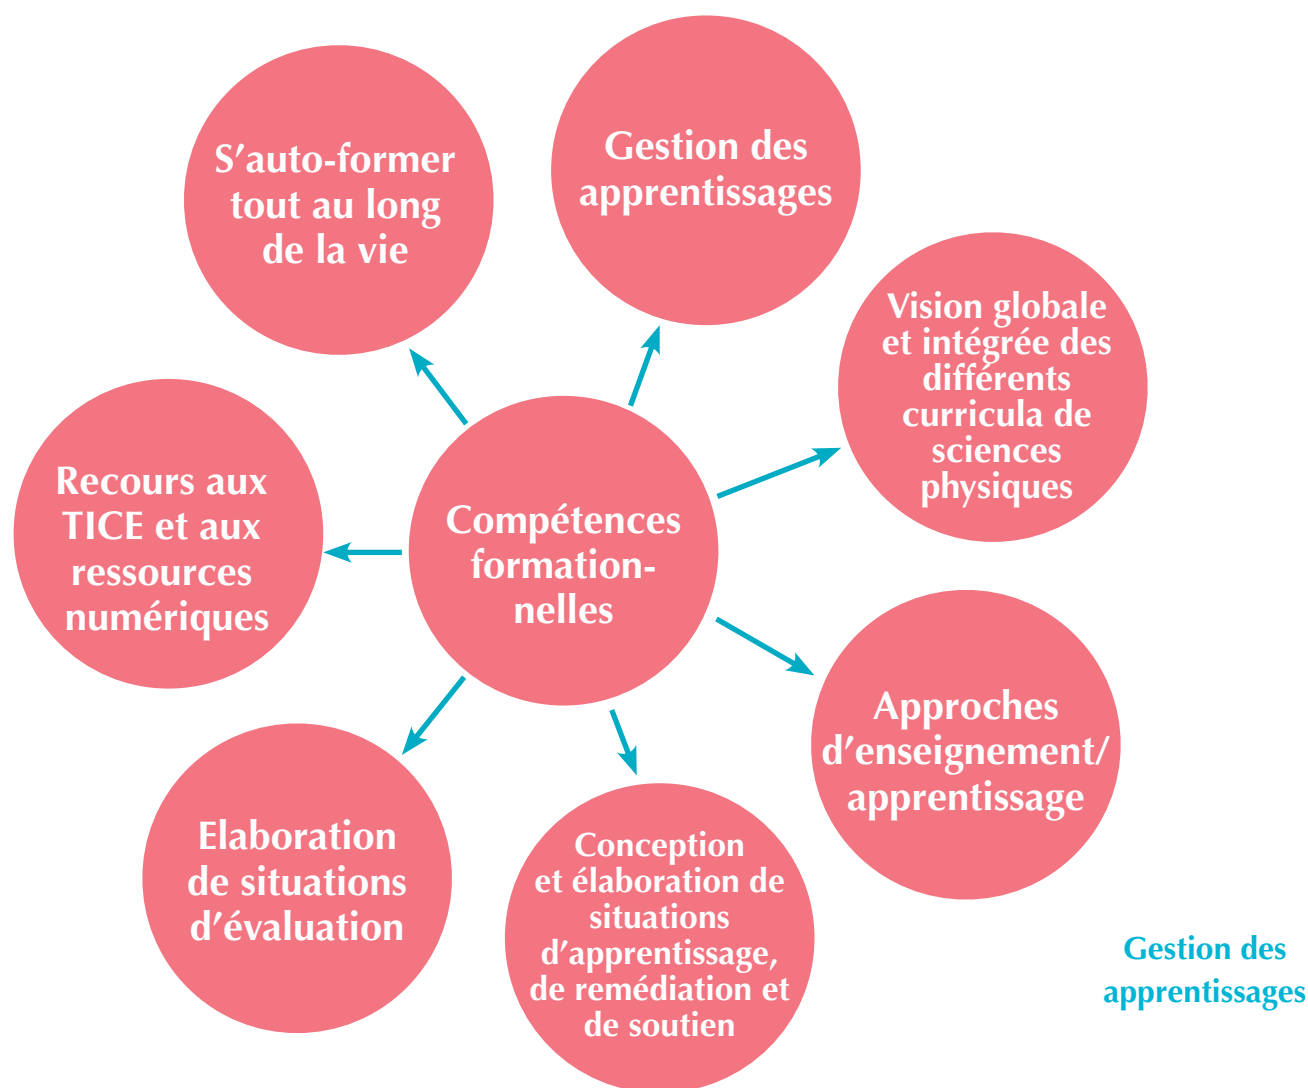 S’auto-former
tout au long
de la vie
Gestion des
apprentissages
Vision globale
et intégrée des
différents
curricula de
sciences
physiques
Recours aux
TICE et aux
ressources
numériques
Compétences
formation-
nelles
Approches
d’enseignement/
apprentissage
Elaboration
de situations
d’évaluation
Conception
et élaboration de
situations
d’apprentissage,
de remédiation et
de soutien
Gestion des
apprentissages